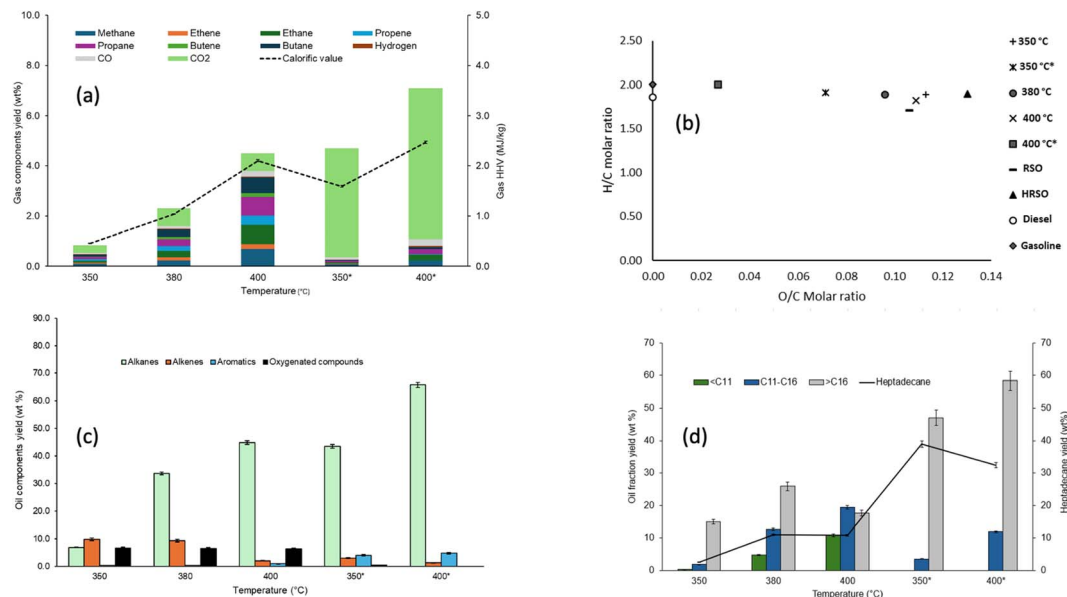 10.0
8.0
6.0
4.0
2.0
0.0
Gas components yield (wt%)
Methane Ethene Ethane Propene
Propane Butene Butane Hydrogen
CO CO2 Calorific value
(a)
5.0
4.0
3.0
2.0
1.0
0.0
Gas HHV (MJ/kg)
350 380 400 350* 400*
Temperature (°C)
2.50
2.00
1.50
1.00
0.50
0.00
H/C molar ratio
(b)
0.00 0.02 0.04 0.06 0.08 0.10 0.12 0.14
O/C Molar ratio
350 °C
350 °C*
380 °C
400 °C
400 °C*
RSO
HRSO
Diesel
Gasoline
90.0
80.0
70.0
60.0
50.0
40.0
30.0
20.0
10.0
0.0
Oil components yield (wt %)
Alkanes Alkenes Aromatics Oxygenated compounds
(c)
350 380 400 350* 400*
Temperature (°C)
70
60
50
40
30
20
10
0
Oil fraction yield (wt %)
<C11 C11-C16 >C16 Heptadecane
(d)
70
60
50
40
30
20
10
0
Heptadecane yield (wt %)
350 380 400 350* 400*
Temperature (°C)